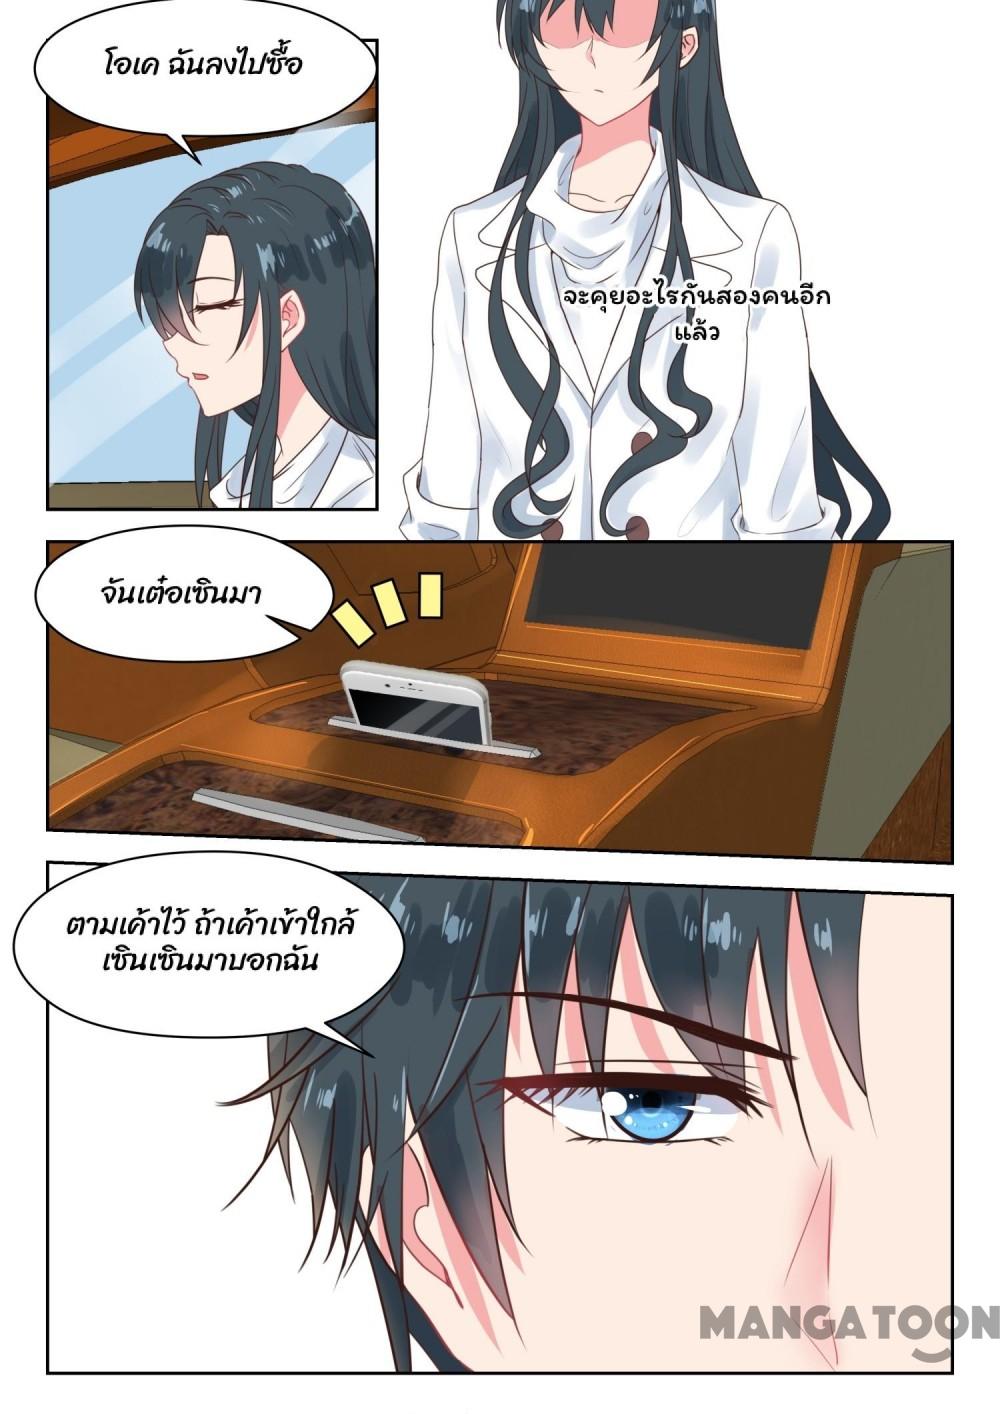 โอเค ฉันลงไปซื้อ
จะคุยอะไรกันสองคนอีก
แล้ว
จันเต๋อเซินมา
ตามเค้าไว้ ถ้าเค้าเข้าใกล้
เซินเซินมาบอกฉัน
MANGATOON